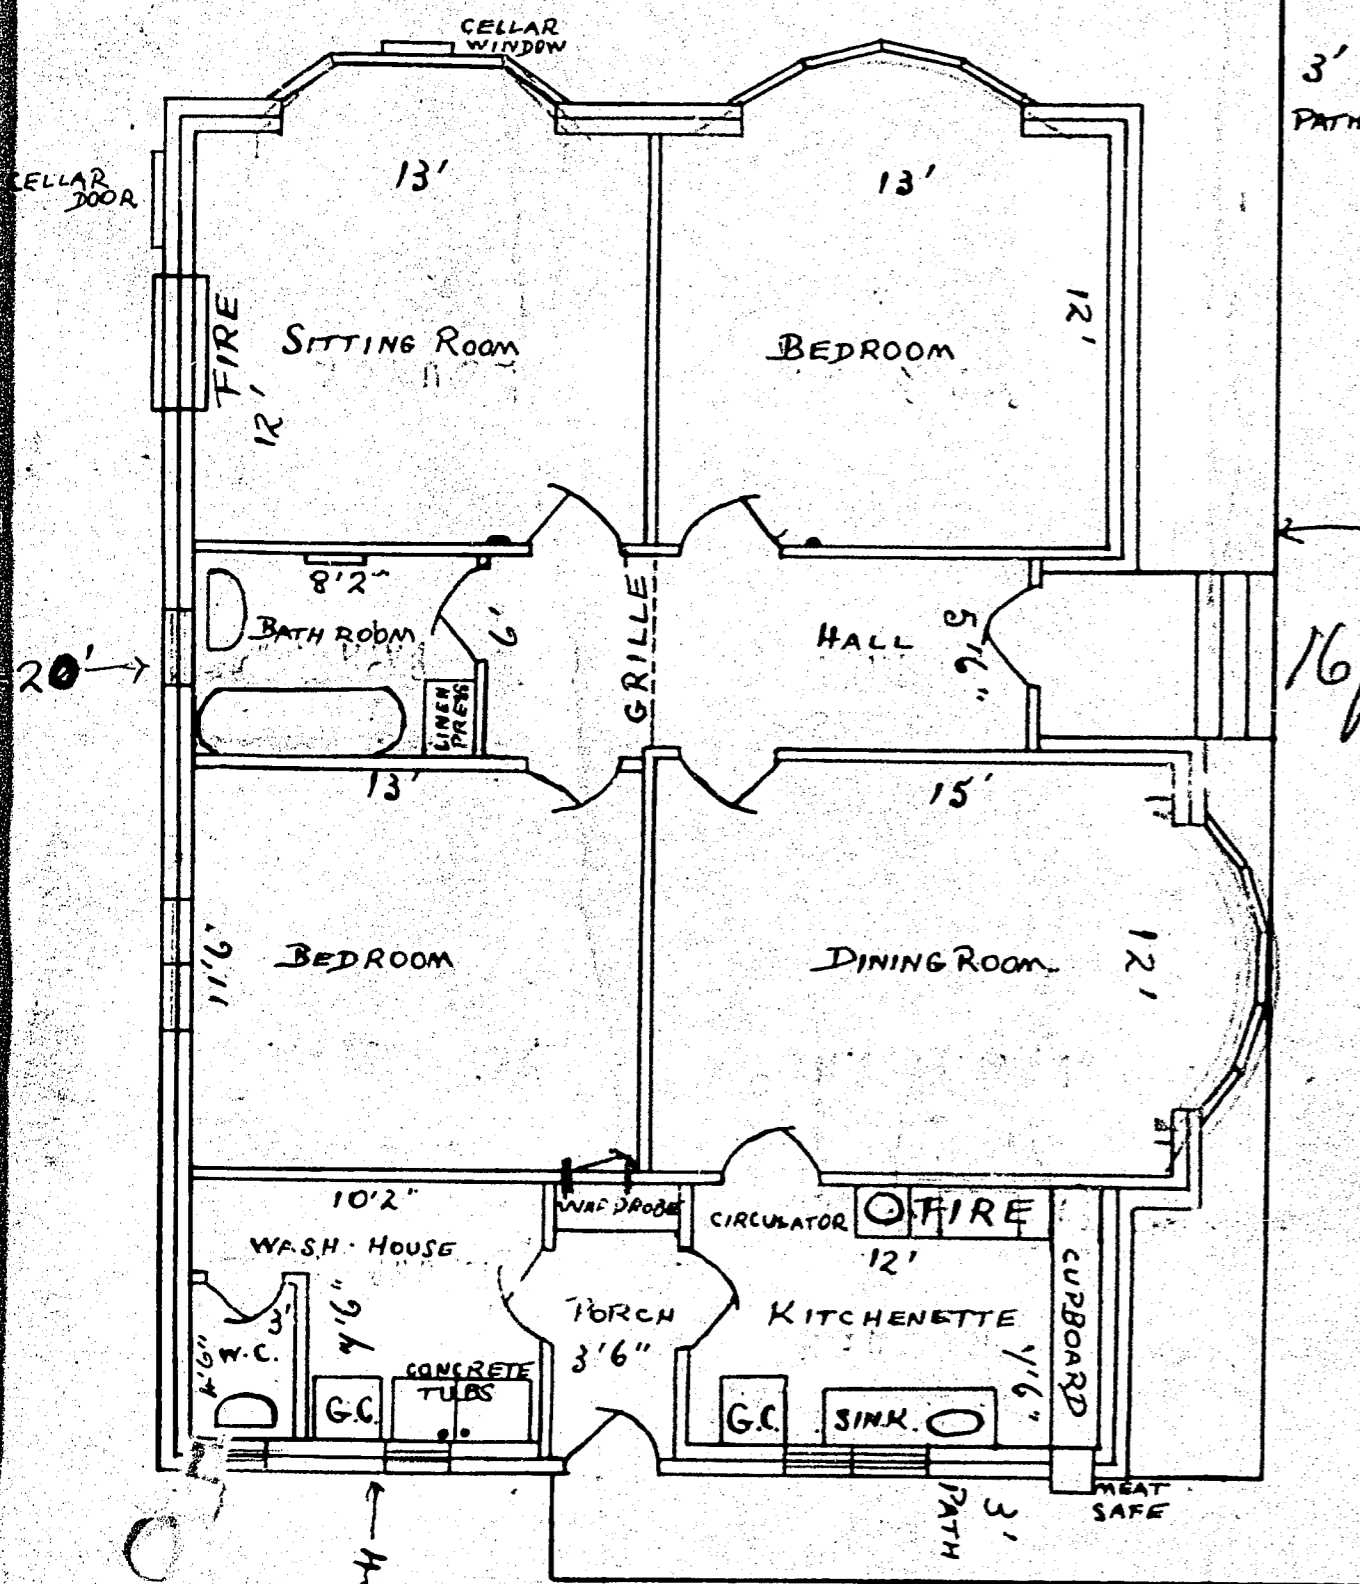 CELLAR
WINDOW
3'
PATH
CELLAR
DOOR
13'
13'
FIRE
12'
SITTING ROOM
BEDROOM
12'
8'2"
BATH ROOM
6'
GRILLE
HALL
5'6"
20'
16
LINEN
PRESS
13'
15'
BEDROOM
11'6"
DINING ROOM
12'
10'2"
WARDROBE
CIRCULATOR
FIRE
12'
WASH-HOUSE
PORCH
3'6"
KITCHENETTE
CUPBOARD
3'
W.C.
4'6"
G.C.
CONCRETE
TUBS
G.C.
SINK.
MEAT
SAFE
3'
PATH
4